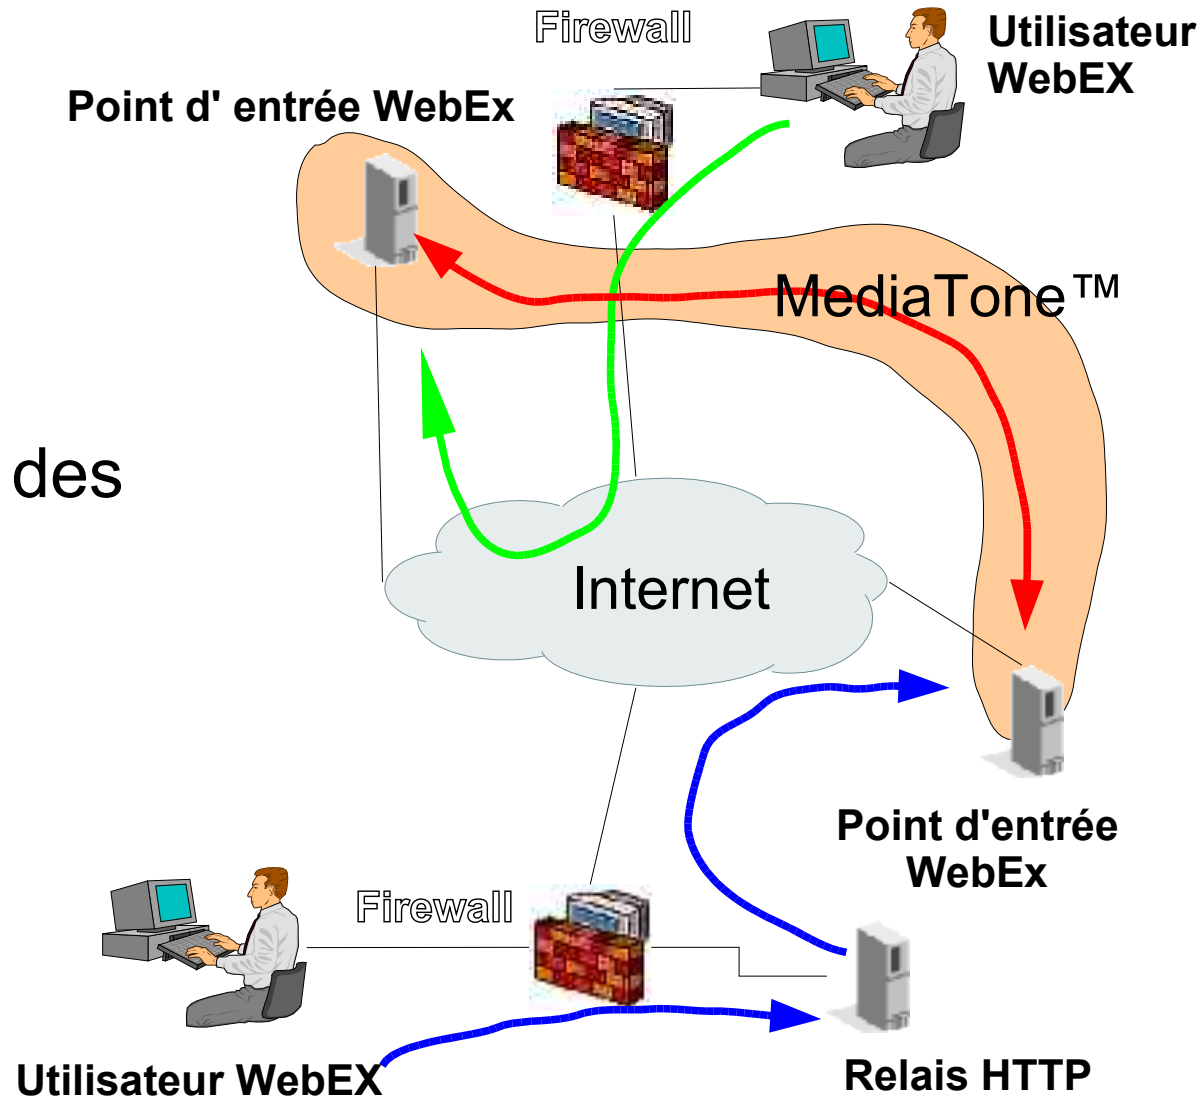 Firewall
Utilisateur
WebEX
Point d' entrée WebEx
MediaTone™
des
Internet
Point d'entrée
WebEx
Firewall
Utilisateur WebEX
Relais HTTP